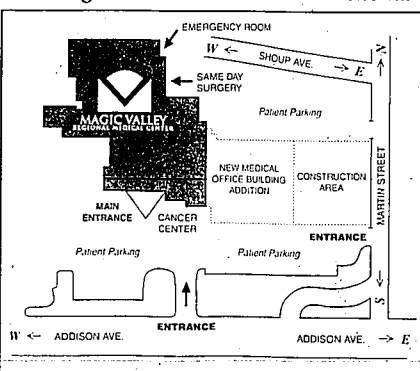 EMERGENCY ROOM
W
SHOUP AVE.
E
N
SAME DAY
SURGERY
Patient Parking
MAGIC VALLEY
REGIONAL MEDICAL CENTER
NEW MEDICAL
OFFICE BUILDING
ADDITION
CONSTRUCTION
AREA
MARTIN STREET
MAIN
ENTRANCE
CANCER
CENTER
ENTRANCE
Patient Parking
Patient Parking
S
ENTRANCE
W
ADDISON AVE.
ADDISON AVE.
E